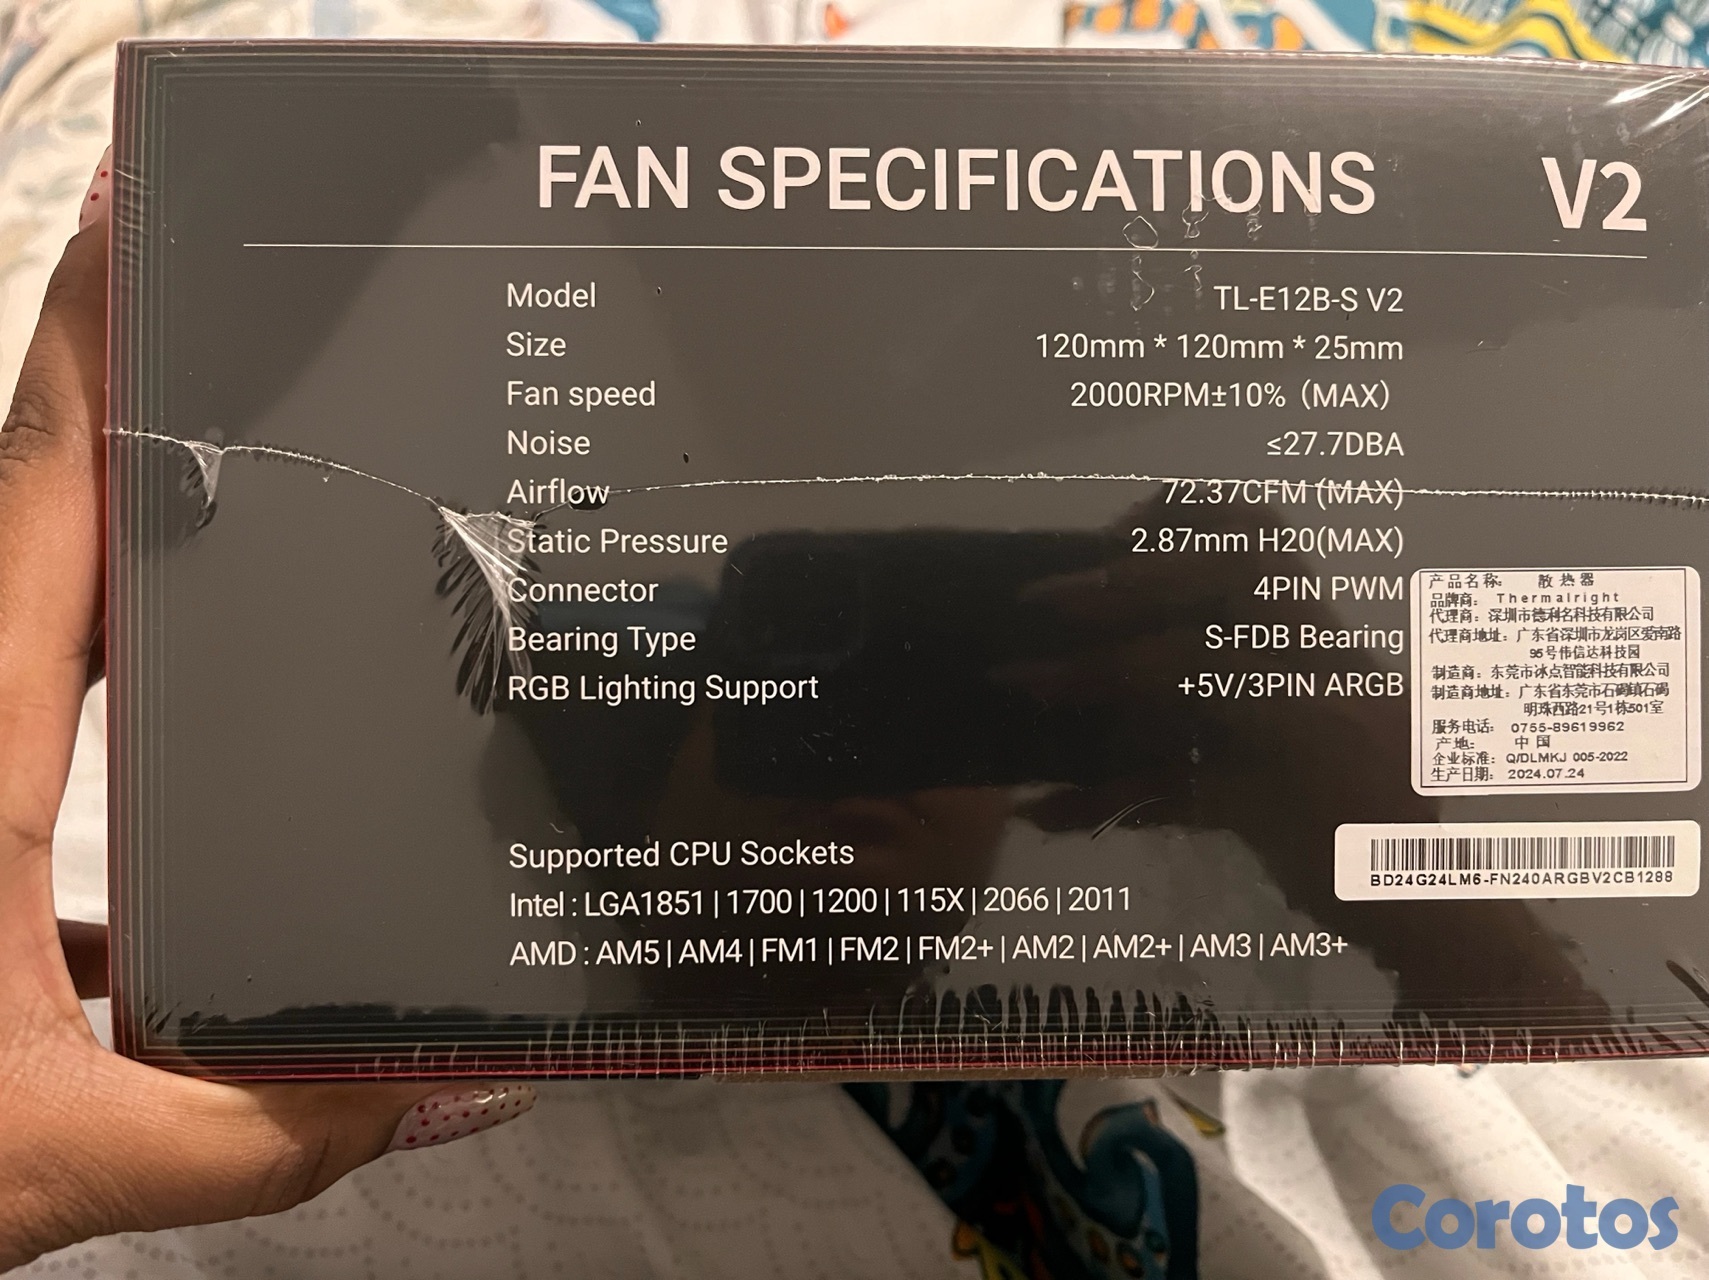 FAN SPECIFICATIONS V2
Model TL-E12B-S V2
Size 120mm * 120mm * 25mm
Fan speed 2000RPM±10% (MAX)
Noise ≤27.7DBA
Airflow 72.37CFM (MAX)
Static Pressure 2.87mm H20(MAX)
Connector 4PIN PWM
Bearing Type S-FDB Bearing
RGB Lighting Support +5V/3PIN ARGB
产品名称: 散热器
品牌商: Thermalright
代理商: 深圳市德利名科技有限公司
代理商地址: 广东省深圳市龙岗区爱南路
95号伟信达科技园
制造商: 东莞市冰点智能科技有限公司
制造商地址: 广东省东莞市石碣镇石碣
明珠西路21号1栋501室
服务电话: 0755-89619962
产地: 中国
企业标准: Q/DLMKJ 005-2022
生产日期: 2024.07.24
BD24G24LM6-FN240ARGBV2CB1288
Supported CPU Sockets
Intel : LGA1851 | 1700 | 1200 | 115X | 2066 | 2011
AMD : AM5 | AM4 | FM1 | FM2 | FM2+ | AM2 | AM2+ | AM3 | AM3+
Corotos